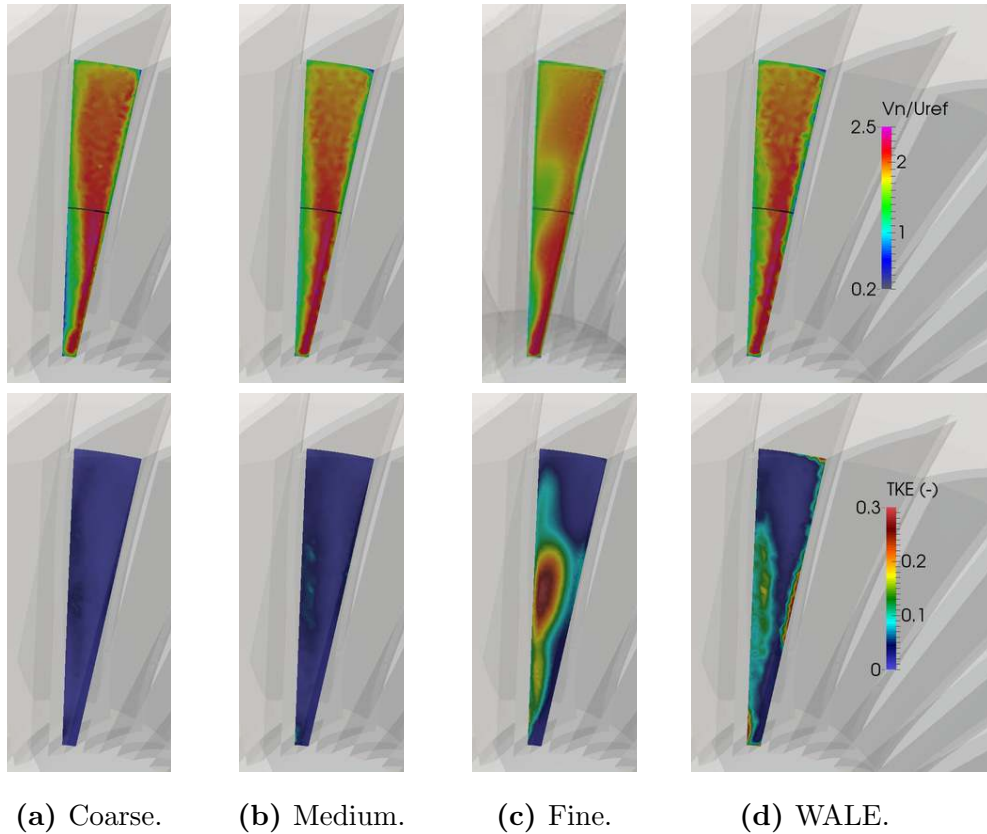 Vn/Uref
2.5
2
1
0.2
TKE (-)
0.3
0.2
0.1
0
(a) Coarse. (b) Medium. (c) Fine. (d) WALE.